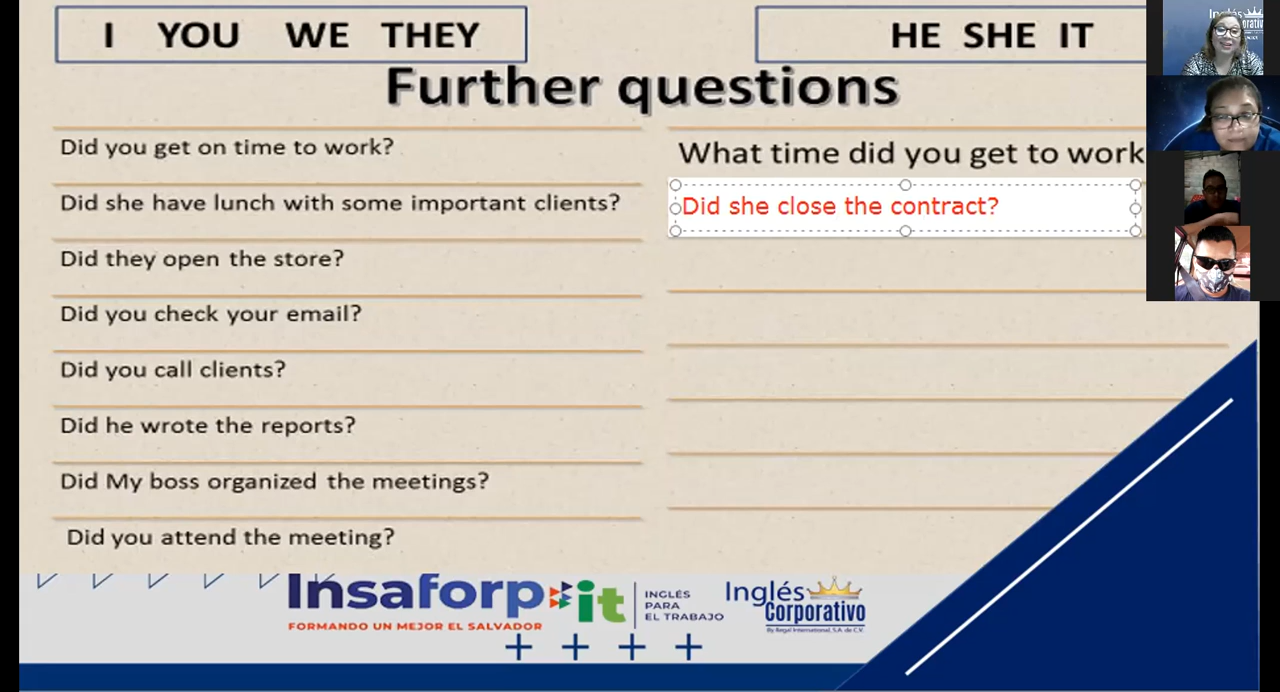 I YOU WE THEY
HE SHE IT
Further questions
Did you get on time to work?
Did she have lunch with some important clients?
Did they open the store?
Did you check your email?
Did you call clients?
Did he wrote the reports?
Did My boss organized the meetings?
Did you attend the meeting?
What time did you get to work
Did she close the contract?
Insaforp
FORMANDO UN MEJOR EL SALVADOR
it
INGLÉS
PARA
EL TRABAJO
Inglés
Corporativo
By Regal International, S.A. de C.V.